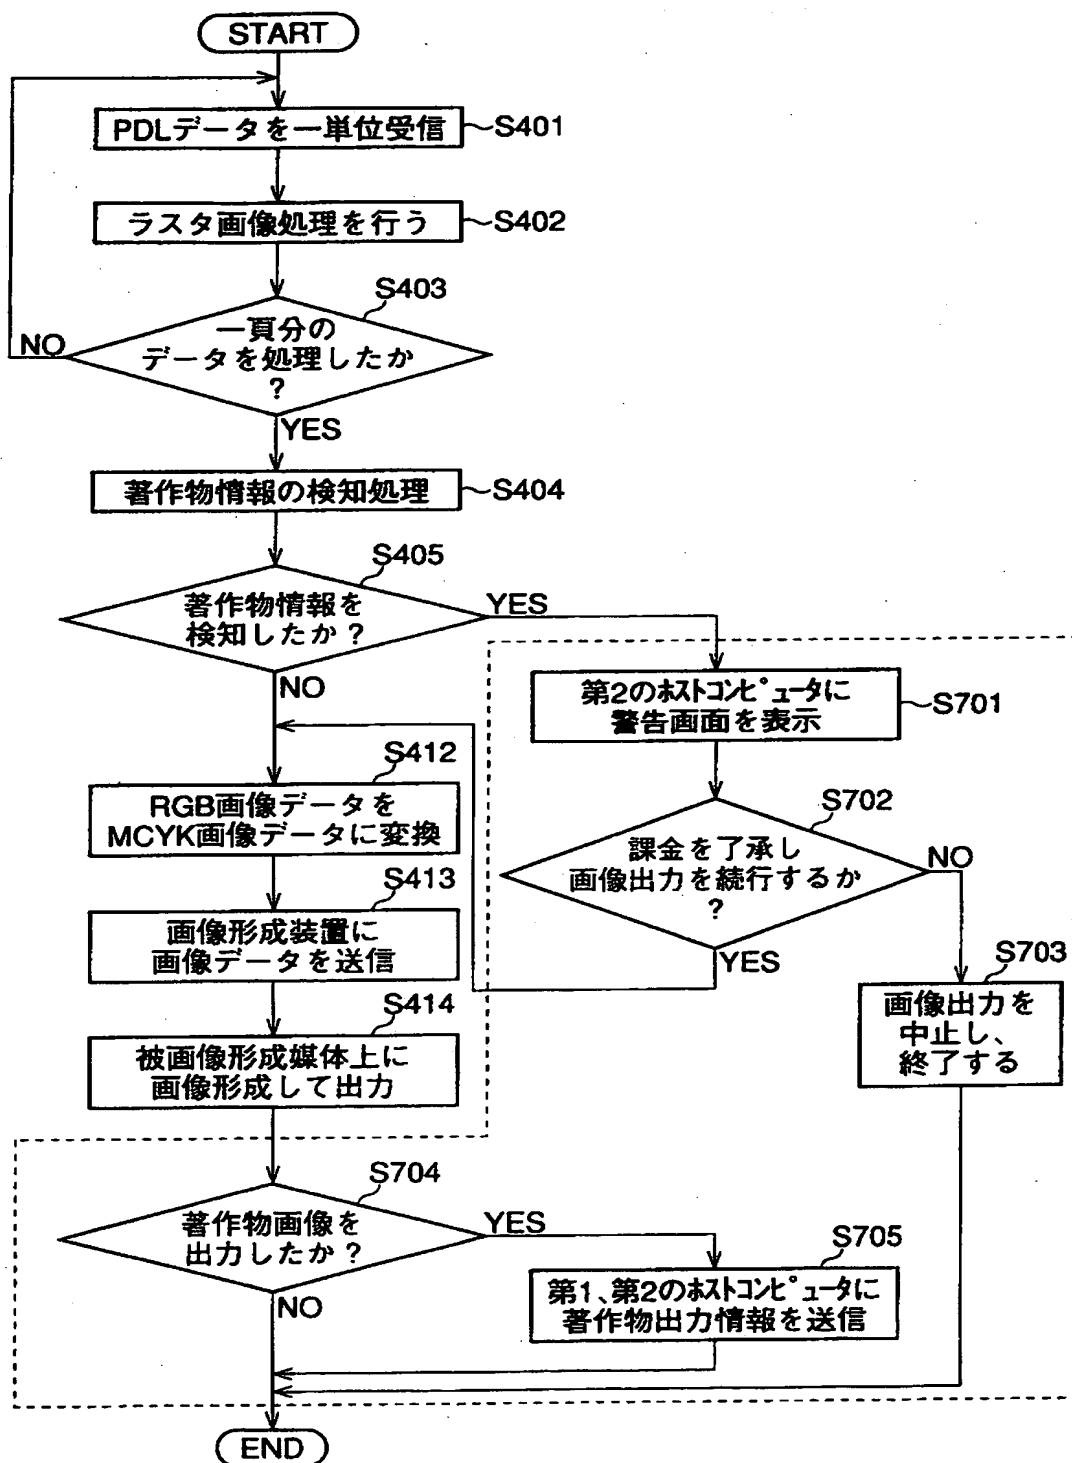 START
PDLデータを一単位受信
S401
ラスタ画像処理を行う
S402
S403
一頁分の
データを処理したか
?
NO
YES
著作物情報の検知処理
S404
S405
著作物情報を
検知したか?
YES
NO
第2のホストコンピュータに
警告画面を表示
S701
S412
RGB画像データを
MCYK画像データに変換
S702
課金を了承し
画像出力を続行するか
?
NO
YES
S413
画像形成装置に
画像データを送信
S703
画像出力を
中止し、
終了する
S414
被画像形成媒体上に
画像形成して出力
S704
著作物画像を
出力したか?
YES
NO
S705
第1、第2のホストコンピュータに
著作物出力情報を送信
END